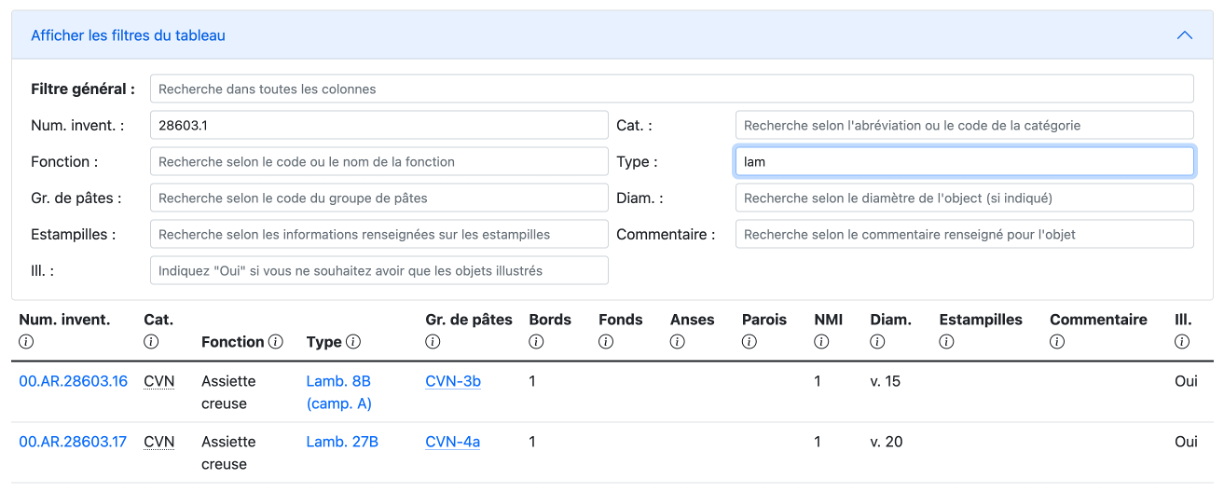 Afficher les filtres du tableau
Filtre général : Recherche dans toutes les colonnes
Num. invent. : 28603.1 Cat. : Recherche selon l'abréviation ou le code de la catégorie
Fonction : Recherche selon le code ou le nom de la fonction Type : lam
Gr. de pâtes : Recherche selon le code du groupe de pâtes Diam. : Recherche selon le diamètre de l'object (si indiqué)
Estampilles : Recherche selon les informations renseignées sur les estampilles Commentaire : Recherche selon le commentaire renseigné pour l'objet
Ill. : Indiquez "Oui" si vous ne souhaitez avoir que les objets illustrés
Num. invent. Cat. Fonction Type Gr. de pâtes Bords Fonds Anses Parois NMI Diam. Estampilles Commentaire Ill.
00.AR.28603.16 CVN Assiette Lamb. 8B CVN-3b 1 1 v. 15 Oui
creuse (camp. A)
00.AR.28603.17 CVN Assiette Lamb. 27B CVN-4a 1 1 v. 20 Oui
creuse